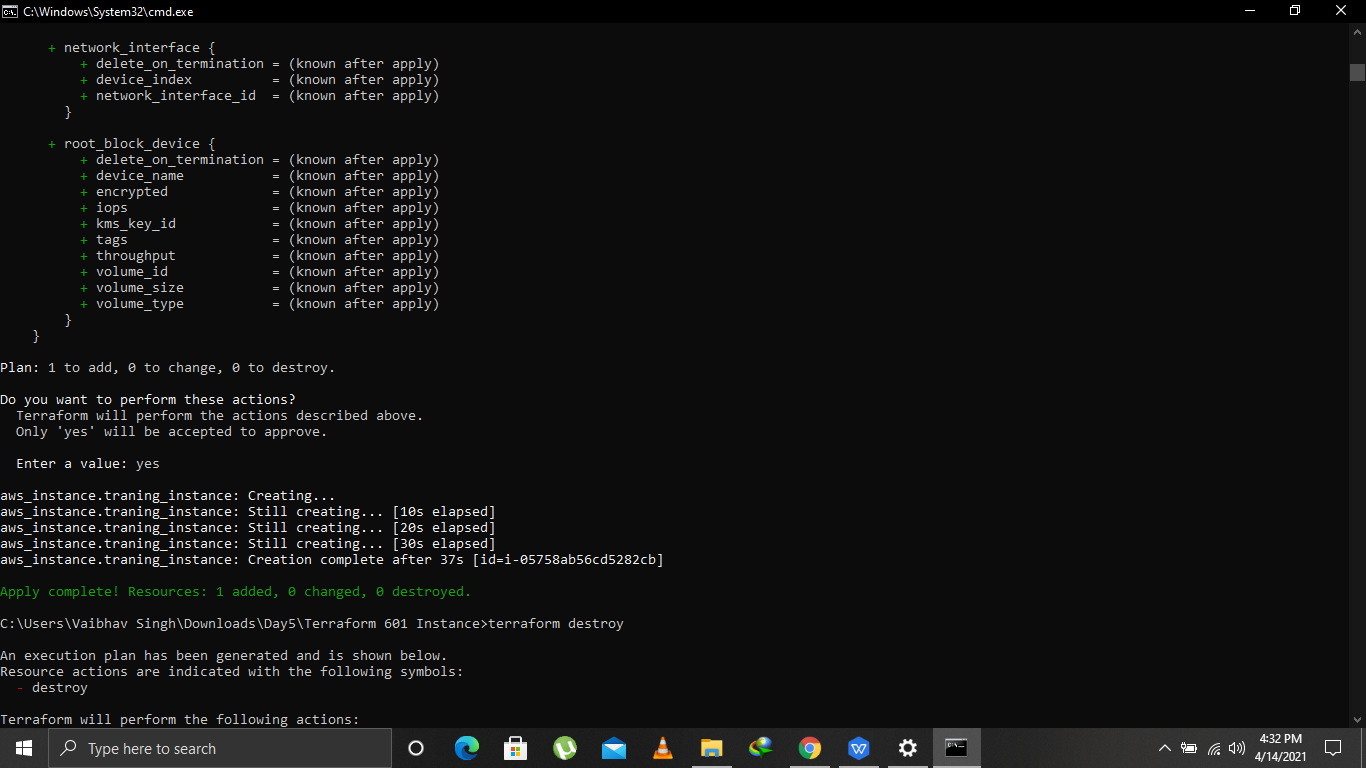 C:\Windows\System32\cmd.exe
+ network_interface {
+ delete_on_termination = (known after apply)
+ device_index          = (known after apply)
+ network_interface_id  = (known after apply)
}
+ root_block_device {
+ delete_on_termination = (known after apply)
+ device_name           = (known after apply)
+ encrypted             = (known after apply)
+ iops                  = (known after apply)
+ kms_key_id            = (known after apply)
+ tags                  = (known after apply)
+ throughput            = (known after apply)
+ volume_id             = (known after apply)
+ volume_size           = (known after apply)
+ volume_type           = (known after apply)
}
}
Plan: 1 to add, 0 to change, 0 to destroy.
Do you want to perform these actions?
Terraform will perform the actions described above.
Only 'yes' will be accepted to approve.
Enter a value: yes
aws_instance.traning_instance: Creating...
aws_instance.traning_instance: Still creating... [10s elapsed]
aws_instance.traning_instance: Still creating... [20s elapsed]
aws_instance.traning_instance: Still creating... [30s elapsed]
aws_instance.traning_instance: Creation complete after 37s [id=i-05758ab56cd5282cb]
Apply complete! Resources: 1 added, 0 changed, 0 destroyed.
C:\Users\Vaibhav Singh\Downloads\Day5\Terraform 601 Instance>terraform destroy
An execution plan has been generated and is shown below.
Resource actions are indicated with the following symbols:
- destroy
Terraform will perform the following actions:
Type here to search
4:32 PM
4/14/2021